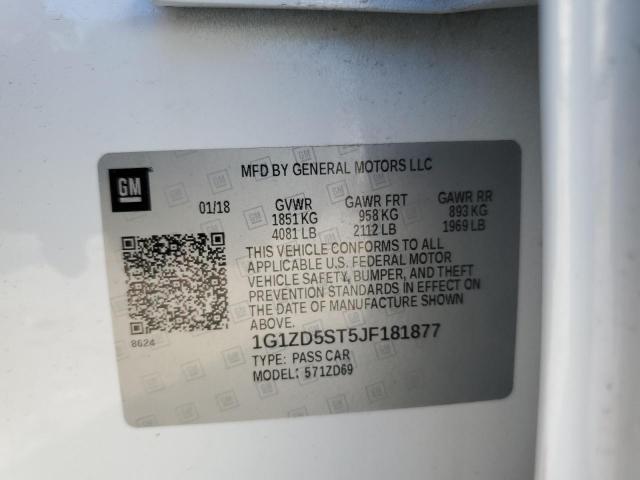 GM
MFD BY GENERAL MOTORS LLC
01/18 GVWR GAWR FRT GAWR RR
1851 KG 958 KG 893 KG
4081 LB 2112 LB 1969 LB
THIS VEHICLE CONFORMS TO ALL
APPLICABLE U.S. FEDERAL MOTOR
VEHICLE SAFETY, BUMPER, AND THEFT
PREVENTION STANDARDS IN EFFECT ON
THE DATE OF MANUFACTURE SHOWN
ABOVE.
8624
1G1ZD5ST5JF181877
TYPE: PASS CAR
MODEL: 571ZD69